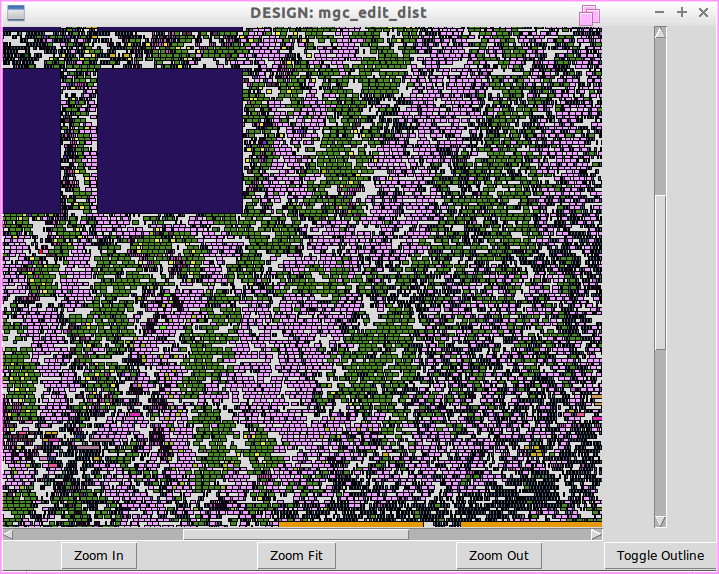 DESIGN: mgc_edit_dist
Zoom In
Zoom Fit
Zoom Out
Toggle Outline